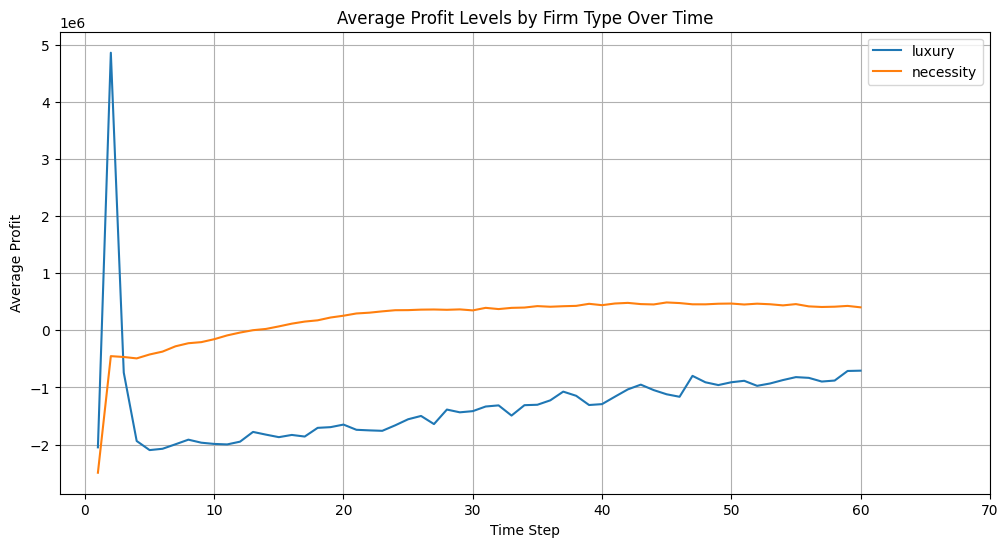 Average Profit Levels by Firm Type Over Time
1e6
5
4
3
2
1
0
−1
−2
Average Profit
luxury
necessity
0 10 20 30 40 50 60 70
Time Step